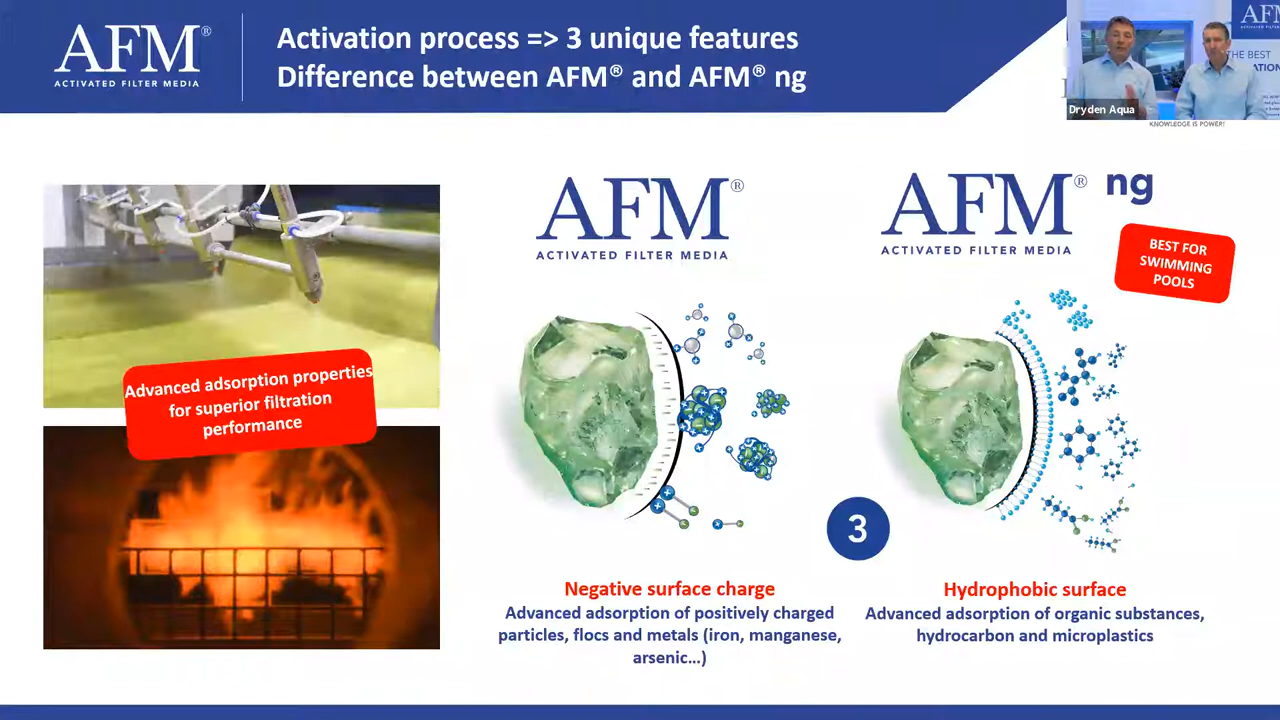 AFM®
ACTIVATED FILTER MEDIA
Activation process => 3 unique features
Difference between AFM® and AFM® ng
AFM
THE BEST
Dryden Aqua
KNOWLEDGE IS POWER!
Advanced adsorption properties
for superior filtration
performance
AFM®
ACTIVATED FILTER MEDIA
AFM® ng
ACTIVATED FILTER MEDIA
BEST FOR
SWIMMING
POOLS
3
Negative surface charge
Advanced adsorption of positively charged
particles, flocs and metals (iron, manganese,
arsenic…)
Hydrophobic surface
Advanced adsorption of organic substances,
hydrocarbon and microplastics